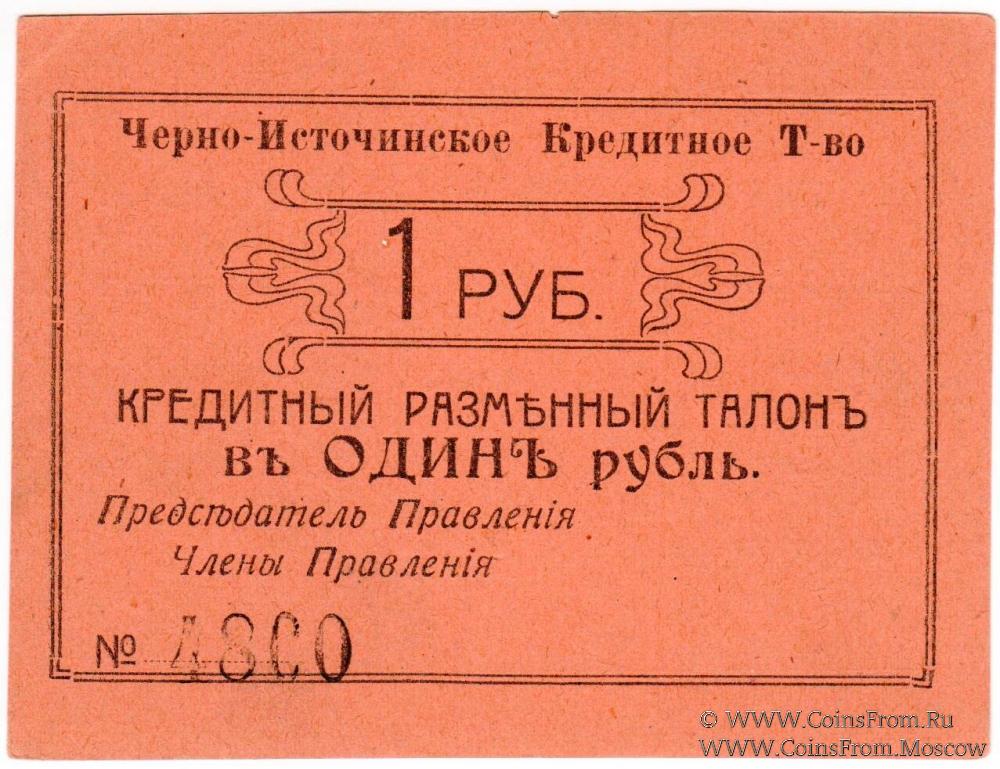 Черно-Источинское Кредитное Т-во
1 РУБ.
КРЕДИТНЫЙ РАЗМѢННЫЙ ТАЛОНЪ
въ ОДИНѢ рубль.
Предсѣдатель Правленія
Члены Правленія
№ 4800
© WWW.CoinsFrom.Ru
WWW.CoinsFrom.Moscow